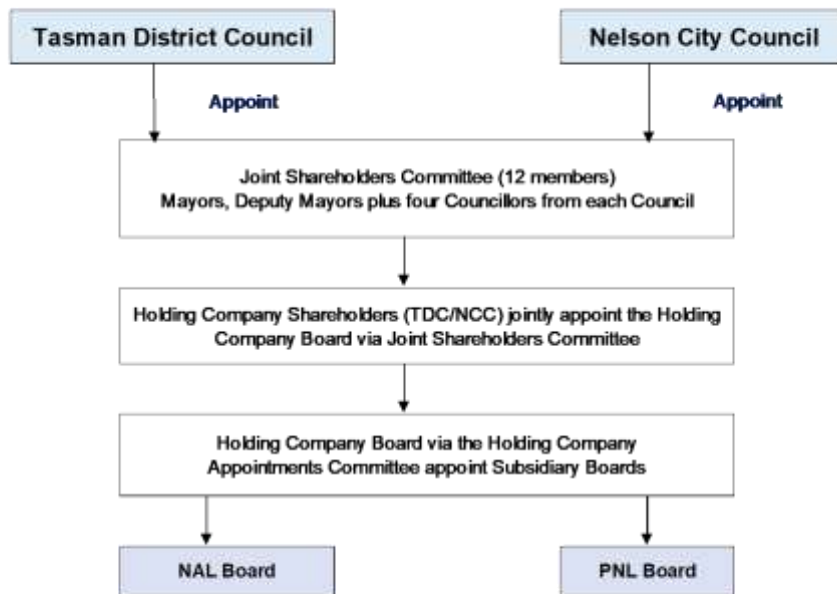 Tasman District Council
Nelson City Council
Appoint
Appoint
Joint Shareholders Committee (12 members)
Mayors, Deputy Mayors plus four Councillors from each Council
Holding Company Shareholders (TDC/NCC) jointly appoint the Holding
Company Board via Joint Shareholders Committee
Holding Company Board via the Holding Company
Appointments Committee appoint Subsidiary Boards
NAL Board
PNL Board